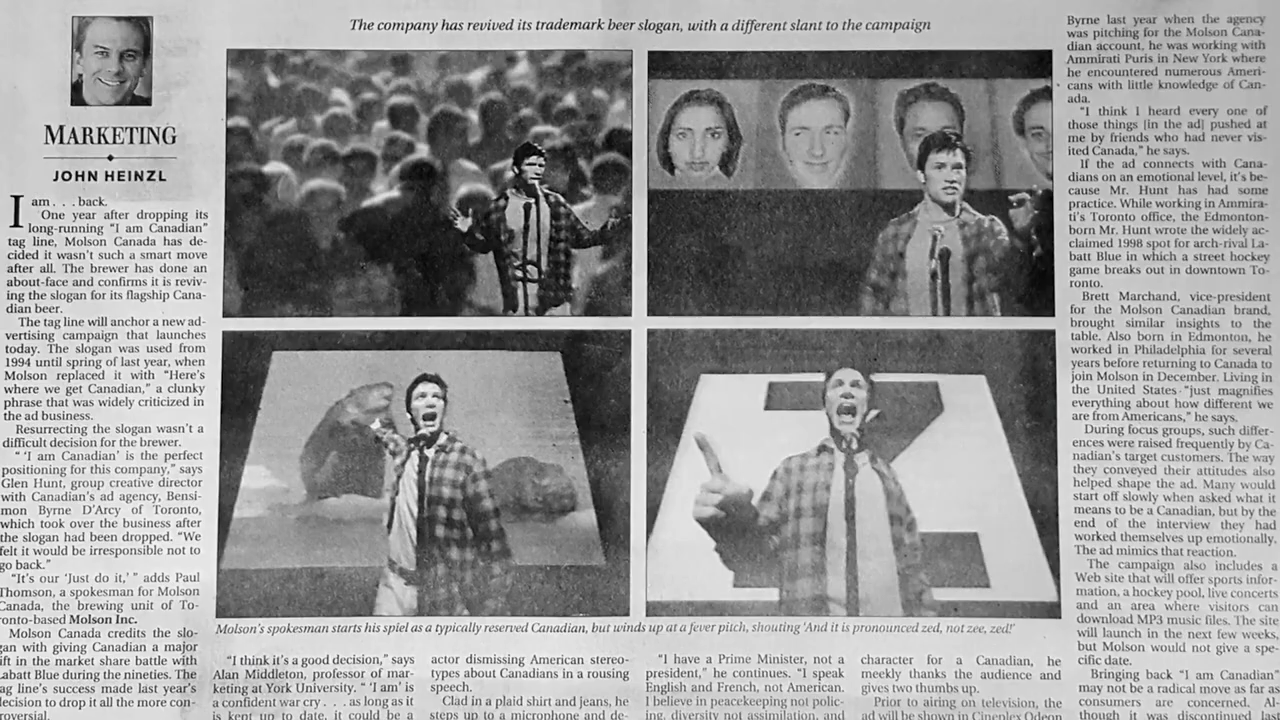 The company has revived its trademark beer slogan, with a different slant to the campaign
MARKETING
JOHN HEINZL
I am . . . back.
One year after dropping its
long-running “I am Canadian”
tag line, Molson Canada has de-
cided it wasn't such a smart move
after all. The brewer has done an
about-face and confirms it is reviv-
ing the slogan for its flagship Cana-
dian beer.
The tag line will anchor a new ad-
vertising campaign that launches
today. The slogan was used from
1994 until spring of last year, when
Molson replaced it with “Here's
where we get Canadian,” a clunky
phrase that was widely criticized in
the ad business.
Resurrecting the slogan wasn't a
difficult decision for the brewer.
“ ‘I am Canadian’ is the perfect
positioning for this company,” says
Glen Hunt, group creative director
with Canadian's ad agency, Bensi-
mon Byrne D'Arcy of Toronto,
which took over the business after
the slogan had been dropped. “We
felt it would be irresponsible not to
go back.”
“It's our ‘Just do it,’ ” adds Paul
Thomson, a spokesman for Molson
Canada, the brewing unit of To-
ronto-based Molson Inc.
Molson Canada credits the slo-
gan with giving Canadian a major
ift in the market share battle with
Labatt Blue during the nineties. The
ag line's success made last year's
decision to drop it all the more con-
roversial.
Z
Molson's spokesman starts his spiel as a typically reserved Canadian, but winds up at a fever pitch, shouting ‘And it is pronounced zed, not zee, zed!’
“I think it's a good decision,” says
Alan Middleton, professor of mar-
keting at York University. “ ‘I am’ is
a confident war cry . . . as long as it
is kept up to date, it could be a
actor dismissing American stereo-
types about Canadians in a rousing
speech.
Clad in a plaid shirt and jeans, he
steps up to a microphone and de-
“I have a Prime Minister, not a
president,” he continues. “I speak
English and French, not American.
I believe in peacekeeping not polic-
ing, diversity not assimilation, and
character for a Canadian, he
meekly thanks the audience and
gives two thumbs up.
Prior to airing on television, the
ad will be shown in Cineplex Odeon
Byrne last year when the agency
was pitching for the Molson Cana-
dian account, he was working with
Ammirati Puris in New York where
he encountered numerous Ameri-
cans with little knowledge of Can-
ada.
“I think I heard every one of
those things [in the ad] pushed at
me by friends who had never vis-
ited Canada,” he says.
If the ad connects with Cana-
dians on an emotional level, it's be-
cause Mr. Hunt has had some
practice. While working in Ammira-
ti's Toronto office, the Edmonton-
born Mr. Hunt wrote the widely ac-
claimed 1998 spot for arch-rival La-
batt Blue in which a street hockey
game breaks out in downtown To-
ronto.
Brett Marchand, vice-president
for the Molson Canadian brand,
brought similar insights to the
table. Also born in Edmonton, he
worked in Philadelphia for several
years before returning to Canada to
join Molson in December. Living in
the United States “just magnifies
everything about how different we
are from Americans,” he says.
During focus groups, such differ-
ences were raised frequently by Ca-
nadian's target customers. The way
they conveyed their attitudes also
helped shape the ad. Many would
start off slowly when asked what it
means to be a Canadian, but by the
end of the interview they had
worked themselves up emotionally.
The ad mimics that reaction.
The campaign also includes a
Web site that will offer sports infor-
mation, a hockey pool, live concerts
and an area where visitors can
download MP3 music files. The site
will launch in the next few weeks,
but Molson would not give a spe-
cific date.
Bringing back “I am Canadian”
may not be a radical move as far as
consumers are concerned. Al-
though it was dismissed, and